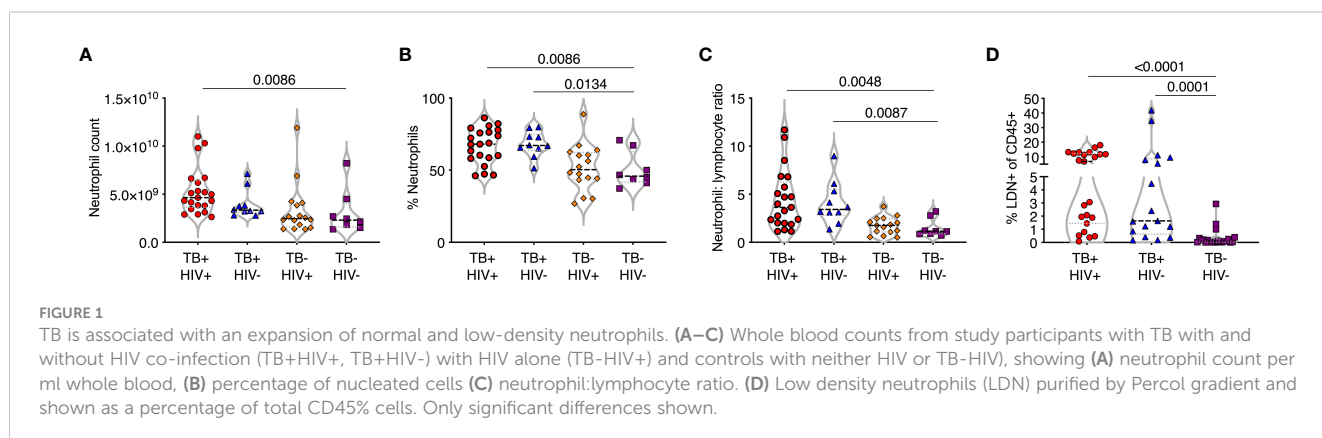 A
0.0086
1.5×10¹⁰
1.0×10¹⁰
5.0×10⁹
0.0
Neutrophil count
TB+ TB+ TB- TB-
HIV+ HIV- HIV+ HIV-
B
0.0086
0.0134
100
50
0
% Neutrophils
TB+ TB+ TB- TB-
HIV+ HIV- HIV+ HIV-
C
0.0048
0.0087
15
10
5
0
Neutrophil: lymphocyte ratio
TB+ TB+ TB- TB-
HIV+ HIV- HIV+ HIV-
D
<0.0001
0.0001
50
40
30
20
10
5
4
3
2
1
0
% LDN+ of CD45+
TB+ TB+ TB-
HIV+ HIV- HIV-
FIGURE 1
TB is associated with an expansion of normal and low-density neutrophils. (A–C) Whole blood counts from study participants with TB with and
without HIV co-infection (TB+HIV+, TB+HIV-) with HIV alone (TB-HIV+) and controls with neither HIV or TB-HIV), showing (A) neutrophil count per
ml whole blood, (B) percentage of nucleated cells (C) neutrophil:lymphocyte ratio. (D) Low density neutrophils (LDN) purified by Percol gradient and
shown as a percentage of total CD45% cells. Only significant differences shown.